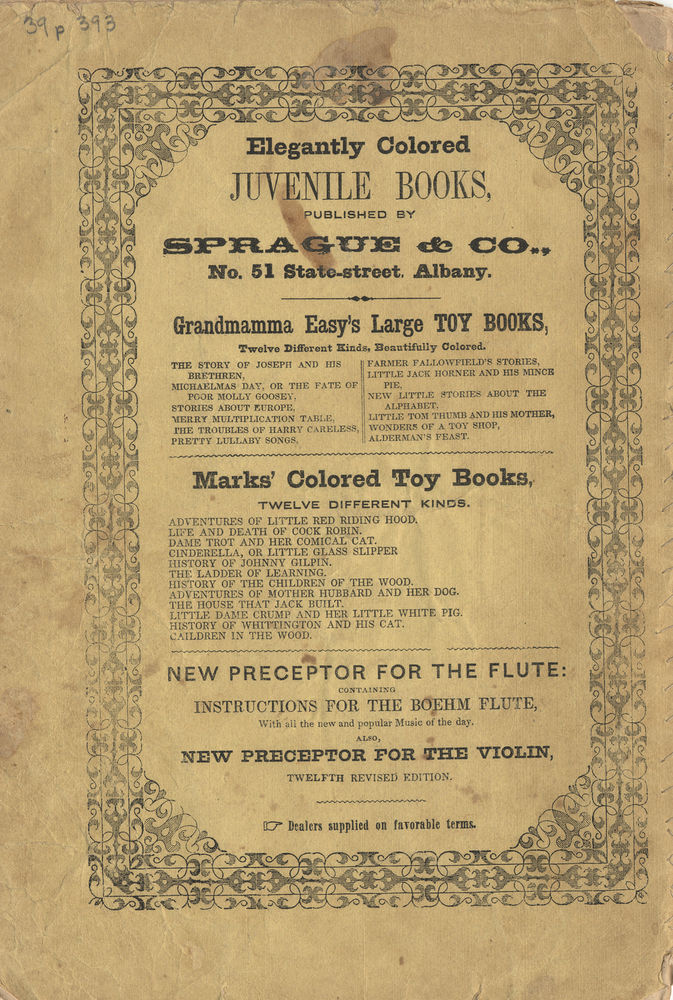 39p 393
Elegantly Colored
JUVENILE BOOKS,
PUBLISHED BY
SPRAGUE & CO.,
No. 51 State-street, Albany.
Grandmamma Easy's Large TOY BOOKS,
Twelve Different Kinds, Beautifully Colored.
THE STORY OF JOSEPH AND HIS
BRETHREN,
MICHAELMAS DAY, OR THE FATE OF
POOR MOLLY GOOSEY,
STORIES ABOUT EUROPE,
MERRY MULTIPLICATION TABLE,
THE TROUBLES OF HARRY CARELESS,
PRETTY LULLABY SONGS,
FARMER FALLOWFIELD'S STORIES,
LITTLE JACK HORNER AND HIS MINCE
PIE,
NEW LITTLE STORIES ABOUT THE
ALPHABET,
LITTLE TOM THUMB AND HIS MOTHER,
WONDERS OF A TOY SHOP,
ALDERMAN'S FEAST.
Marks' Colored Toy Books,
TWELVE DIFFERENT KINDS.
ADVENTURES OF LITTLE RED RIDING HOOD.
LIFE AND DEATH OF COCK ROBIN.
DAME TROT AND HER COMICAL CAT.
CINDERELLA, OR LITTLE GLASS SLIPPER
HISTORY OF JOHNNY GILPIN.
THE LADDER OF LEARNING.
HISTORY OF THE CHILDREN OF THE WOOD.
ADVENTURES OF MOTHER HUBBARD AND HER DOG.
THE HOUSE THAT JACK BUILT.
LITTLE DAME CRUMP AND HER LITTLE WHITE PIG.
HISTORY OF WHITTINGTON AND HIS CAT.
CAILDREN IN THE WOOD.
NEW PRECEPTOR FOR THE FLUTE:
CONTAINING
INSTRUCTIONS FOR THE BOEHM FLUTE,
With all the new and popular Music of the day.
ALSO,
NEW PRECEPTOR FOR THE VIOLIN,
TWELFTH REVISED EDITION.
☞ Dealers supplied on favorable terms.